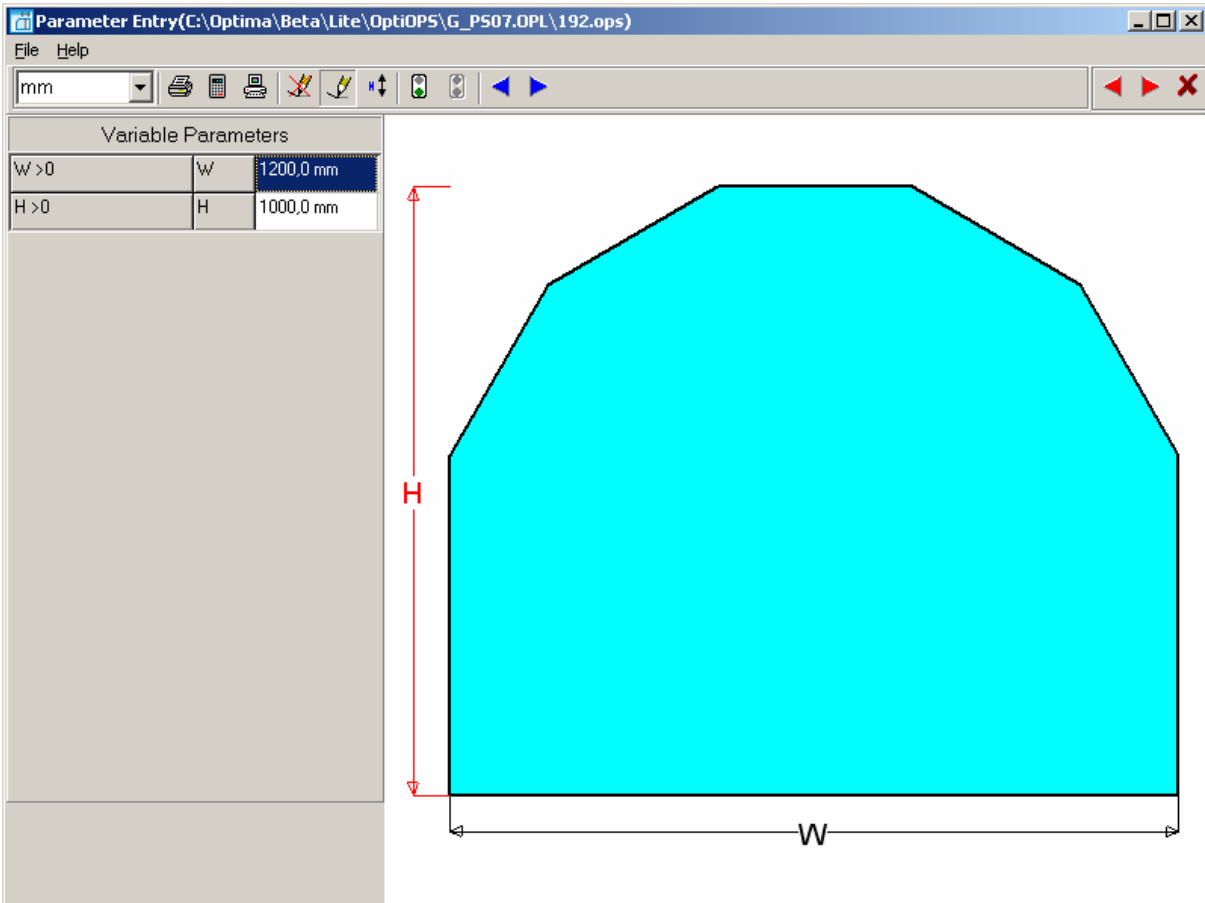 Parameter Entry(C:\Optima\Beta\Lite\OptiOPS\G_PS07.OPL\192.ops)
File Help
mm
Variable Parameters
W >0 W 1200,0 mm
H >0 H 1000,0 mm
H
W